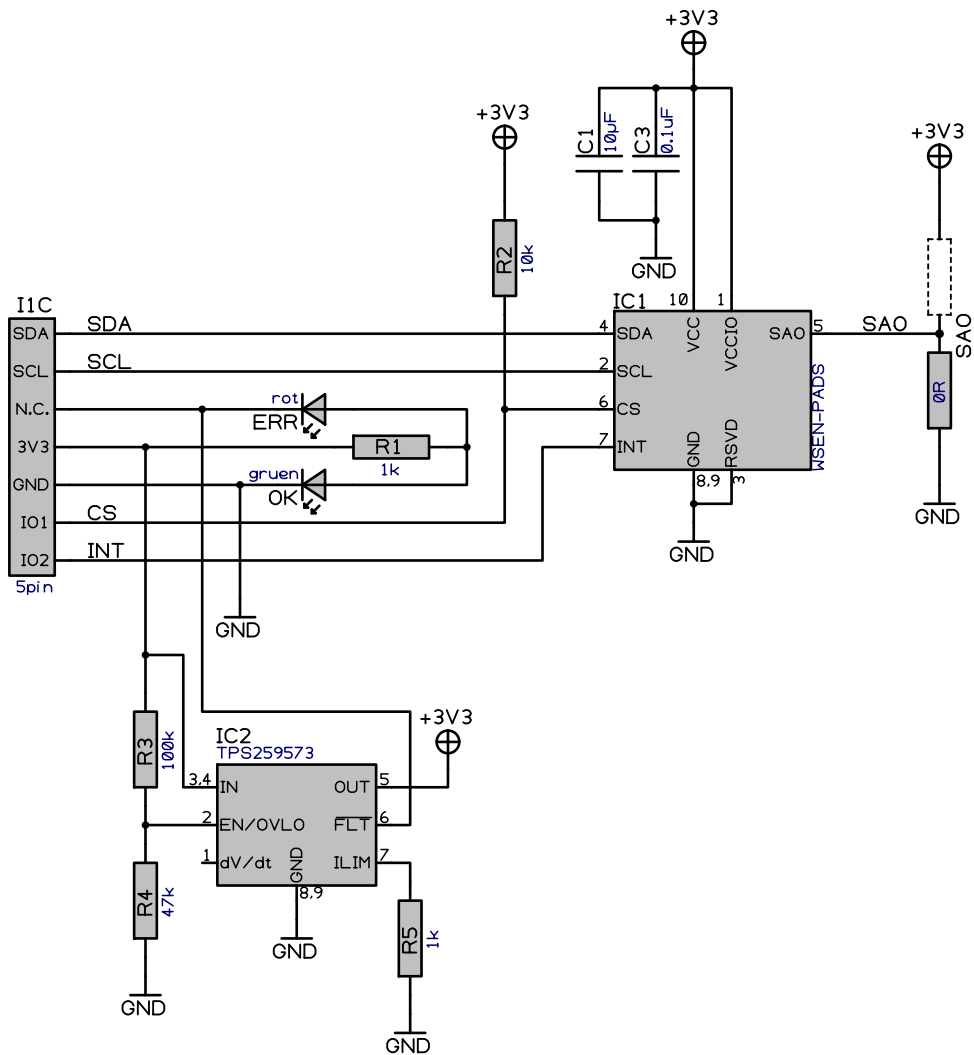 +3V3
+3V3
+3V3
C1
10µF
C3
0.1uF
R2
10k
GND
I1C
IC1
10
1
SDA
SDA
4
SDA
VCC
VCCIO
SAO
5
SAO
SAO
SCL
SCL
2
SCL
N.C.
rot
ERR
6
CS
WSEN-PADS
0R
3V3
R1
1k
7
INT
GND
RSVD
GND
gruen
OK
8,9
3
IO1
CS
GND
IO2
INT
GND
5pin
GND
R3
100k
IC2
TPS259573
+3V3
3,4
IN
OUT
5
2
EN/OVLO
FLT
6
1
dV/dt
GND
ILIM
7
8,9
R4
47k
R5
1k
GND
GND
GND